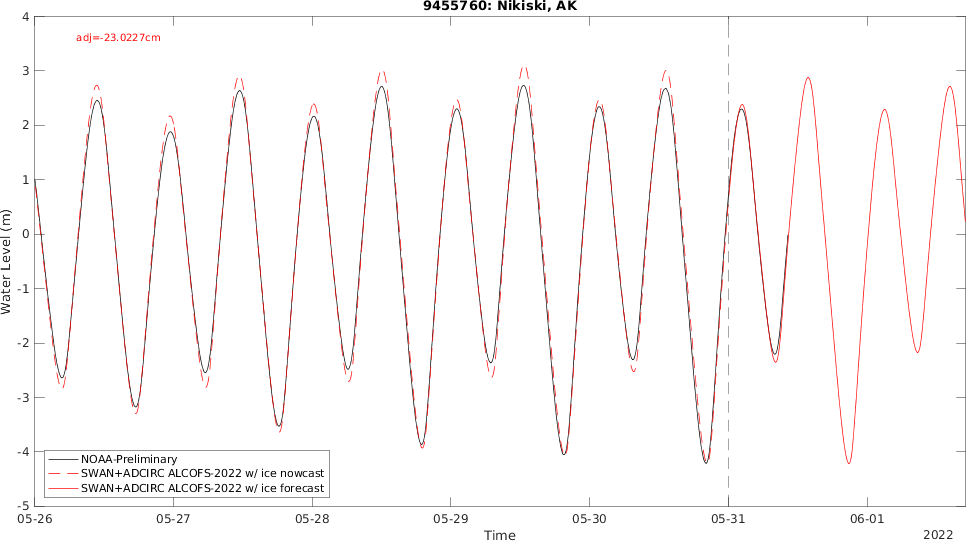 9455760: Nikiski, AK
adj=-23.0227cm
4
3
2
1
0
-1
-2
-3
-4
-5
Water Level (m)
NOAA-Preliminary
SWAN+ADCIRC ALCOFS-2022 w/ ice nowcast
SWAN+ADCIRC ALCOFS-2022 w/ ice forecast
05-26 05-27 05-28 05-29 05-30 05-31 06-01
Time
2022